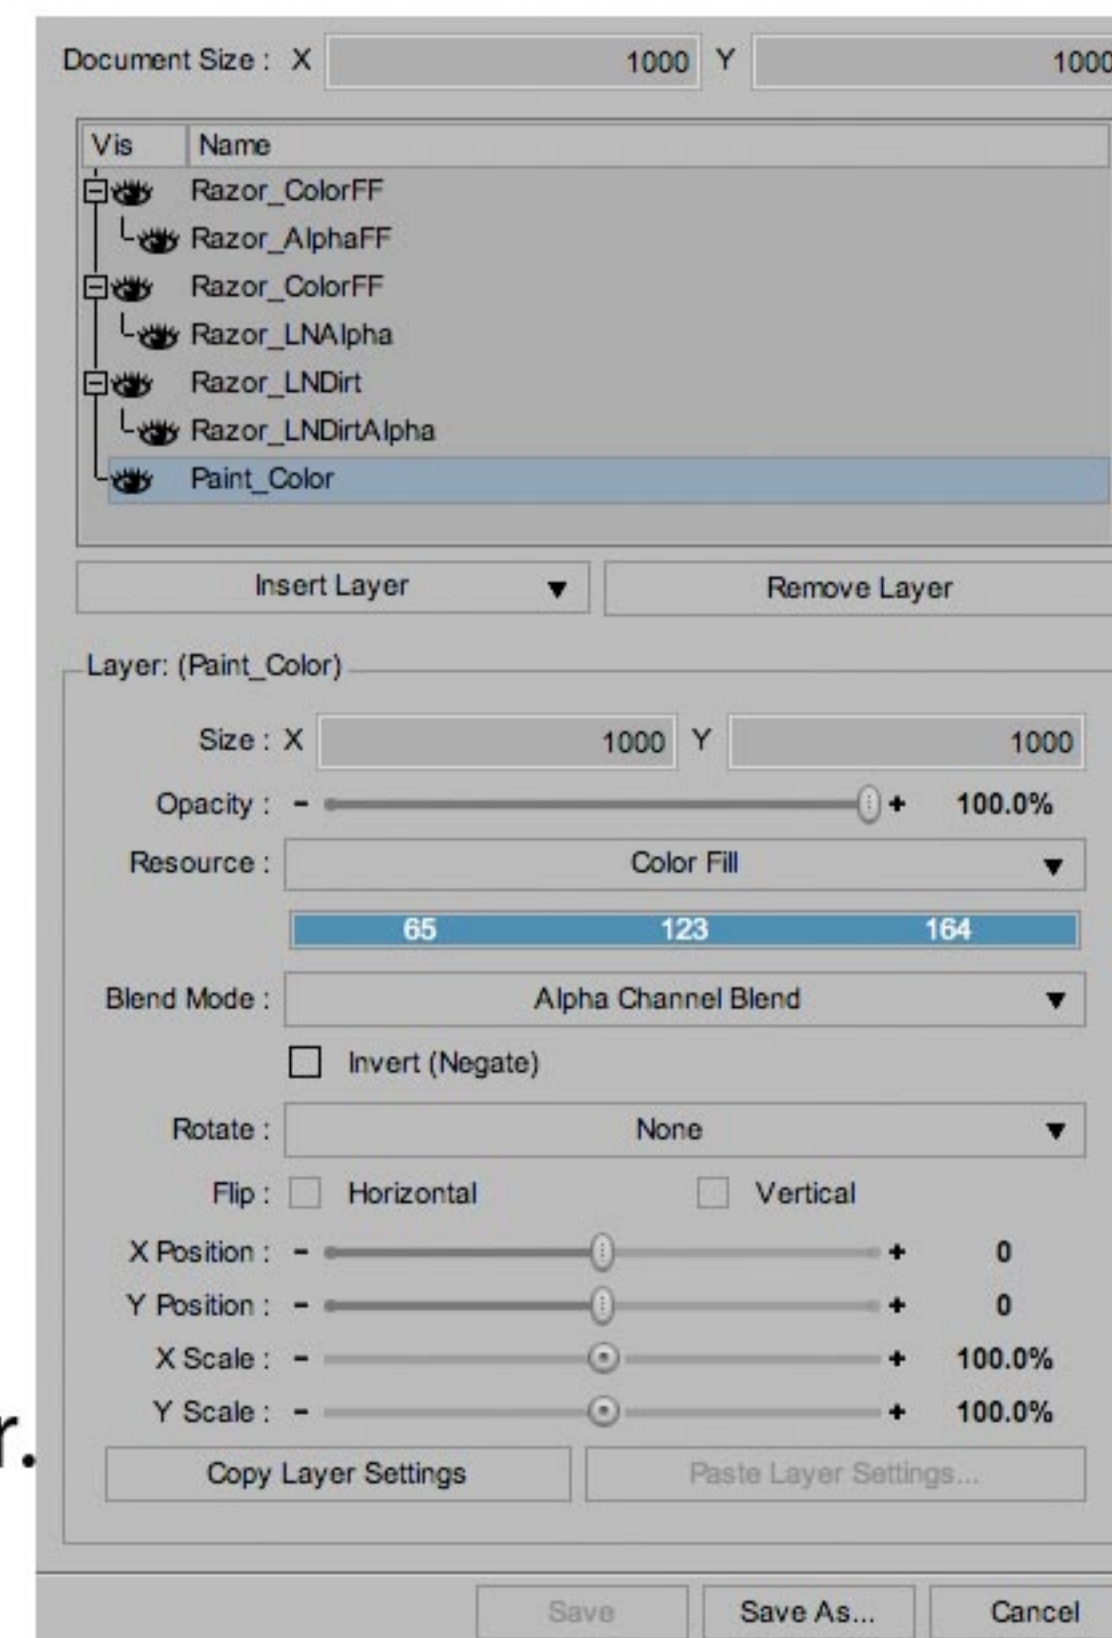 Document Size : X 1000 Y 1000
Vis Name
Razor_ColorFF
Razor_AlphaFF
Razor_ColorFF
Razor_LNAlpha
Razor_LNDirt
Razor_LNDirtAlpha
Paint_Color
Insert Layer Remove Layer
Layer: (Paint_Color)
Size : X 1000 Y 1000
Opacity : - + 100.0%
Resource : Color Fill
65 123 164
Blend Mode : Alpha Channel Blend
Invert (Negate)
Rotate : None
Flip : Horizontal Vertical
X Position : - + 0
Y Position : - + 0
X Scale : - + 100.0%
Y Scale : - + 100.0%
r.
Copy Layer Settings Paste Layer Settings...
Save Save As... Cancel